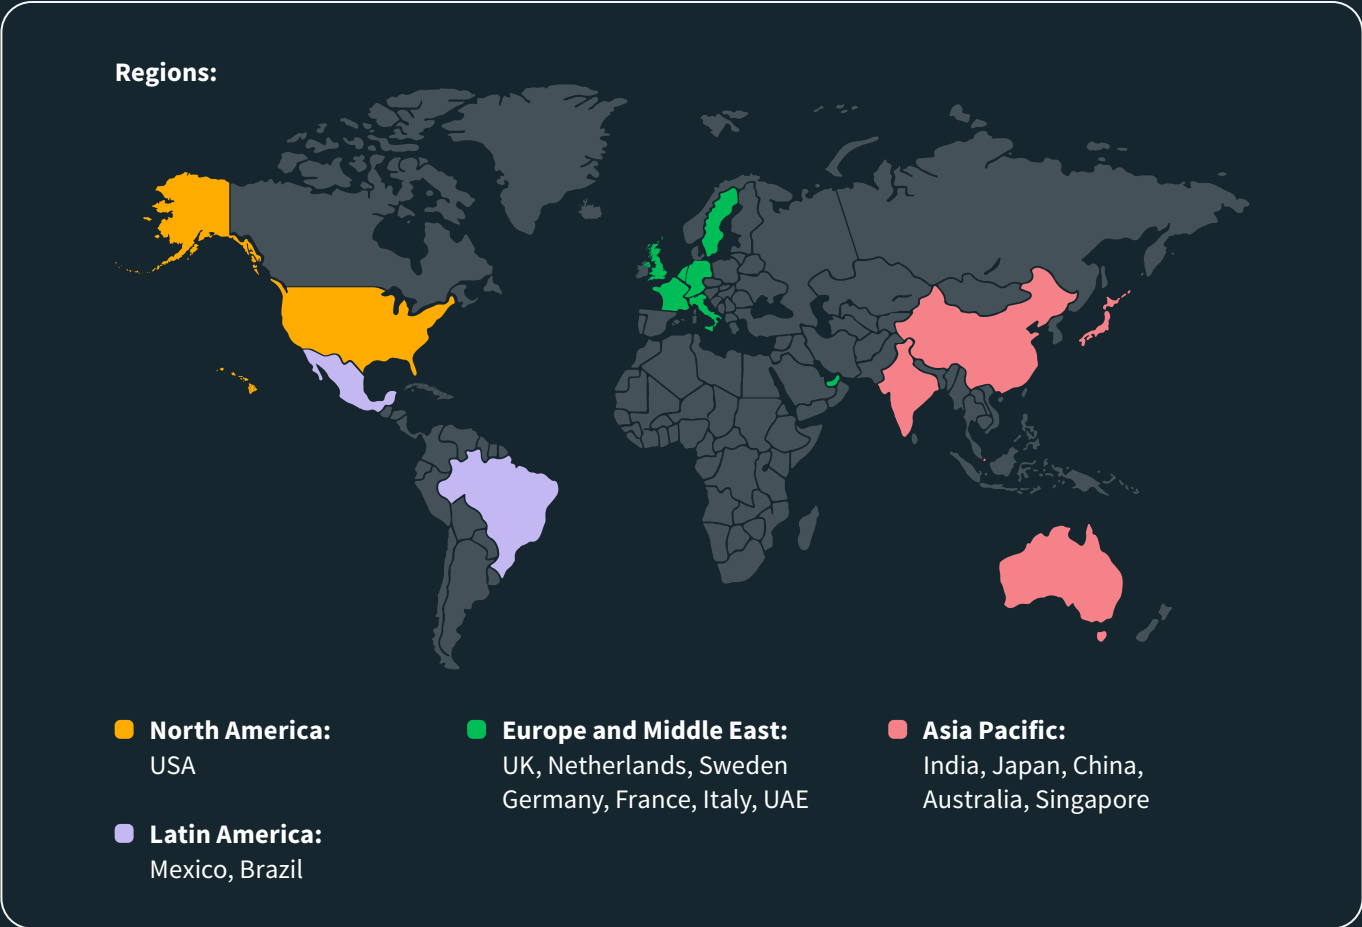 Regions:
North America:
USA
Latin America:
Mexico, Brazil
Europe and Middle East:
UK, Netherlands, Sweden
Germany, France, Italy, UAE
Asia Pacific:
India, Japan, China,
Australia, Singapore